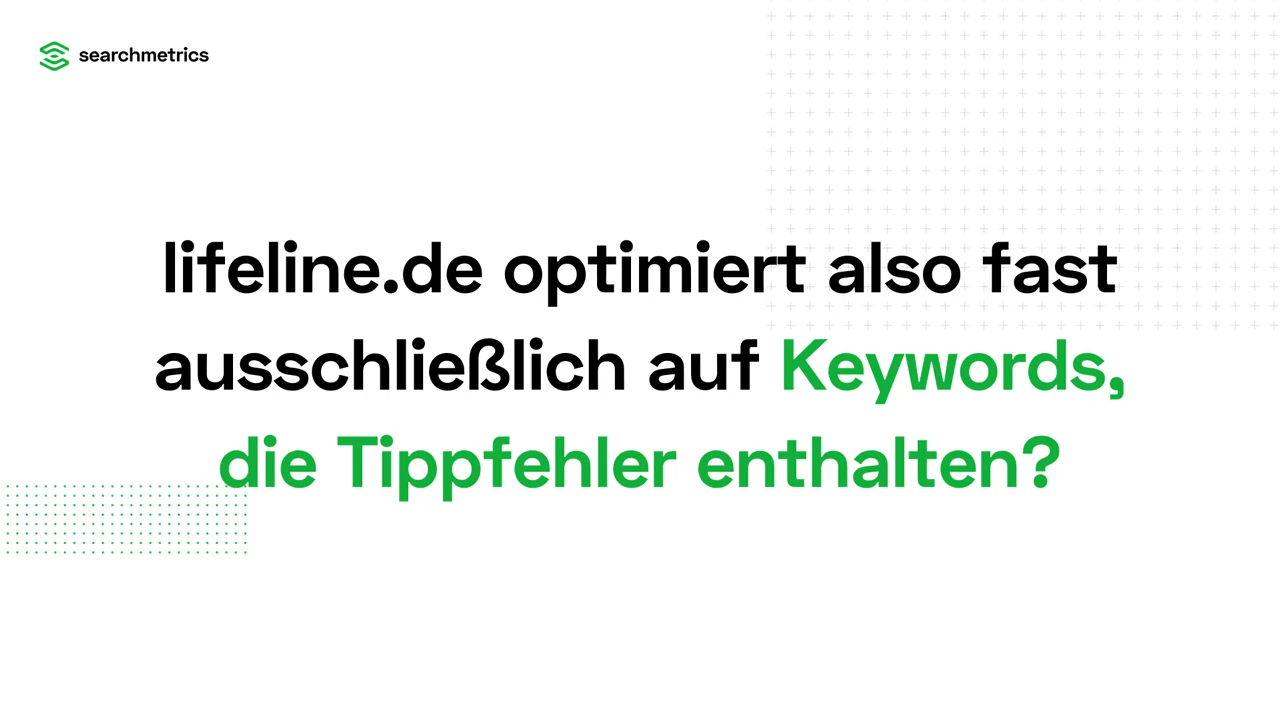 searchmetrics
lifeline.de optimiert also fast
ausschließlich auf Keywords,
die Tippfehler enthalten?